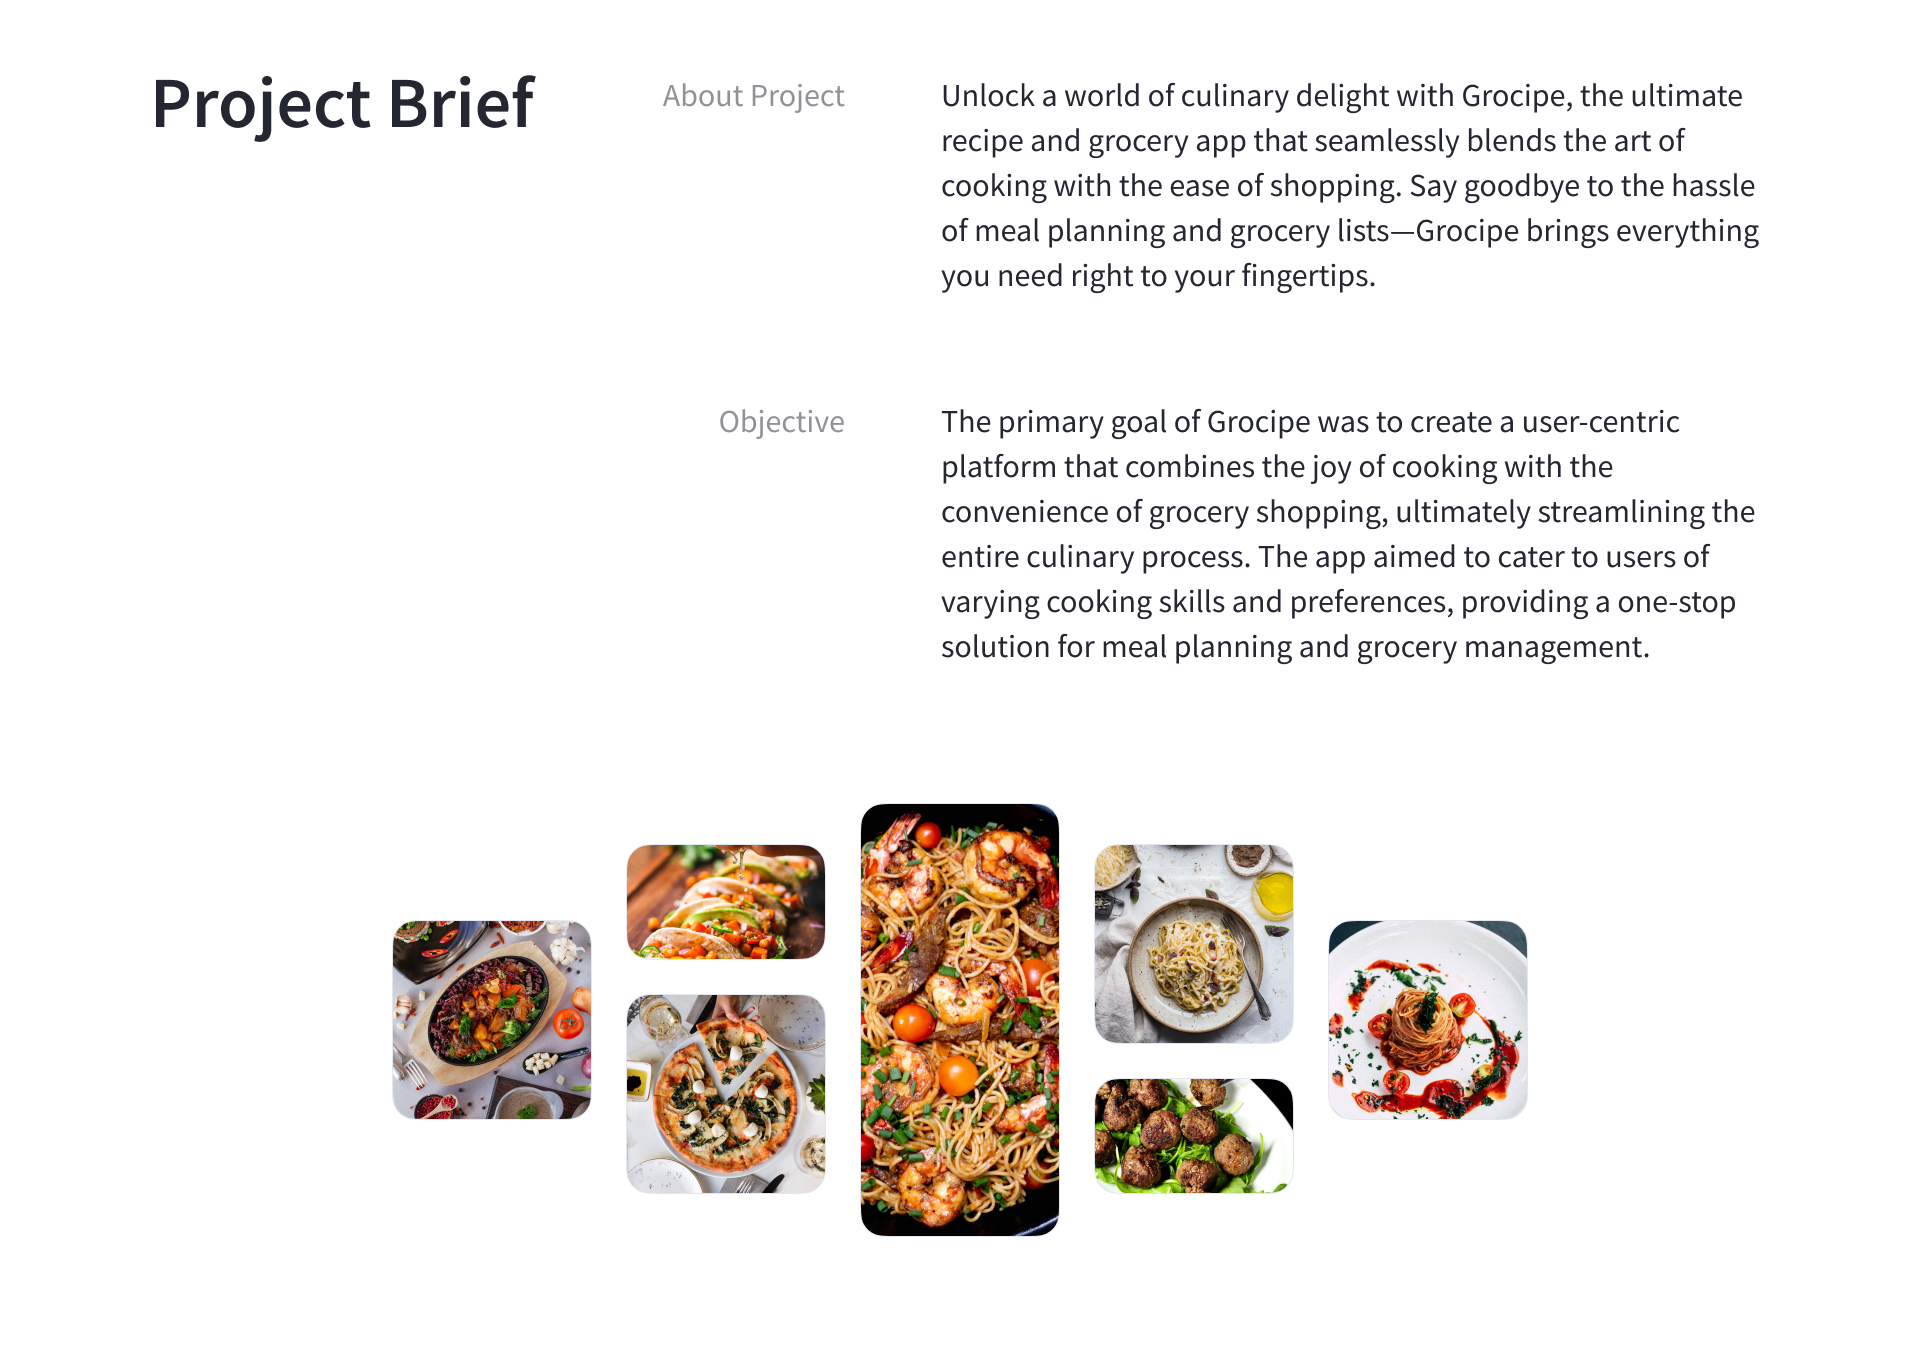 Project Brief
About Project
Unlock a world of culinary delight with Grocipe, the ultimate
recipe and grocery app that seamlessly blends the art of
cooking with the ease of shopping. Say goodbye to the hassle
of meal planning and grocery lists—Grocipe brings everything
you need right to your fingertips.
Objective
The primary goal of Grocipe was to create a user-centric
platform that combines the joy of cooking with the
convenience of grocery shopping, ultimately streamlining the
entire culinary process. The app aimed to cater to users of
varying cooking skills and preferences, providing a one-stop
solution for meal planning and grocery management.